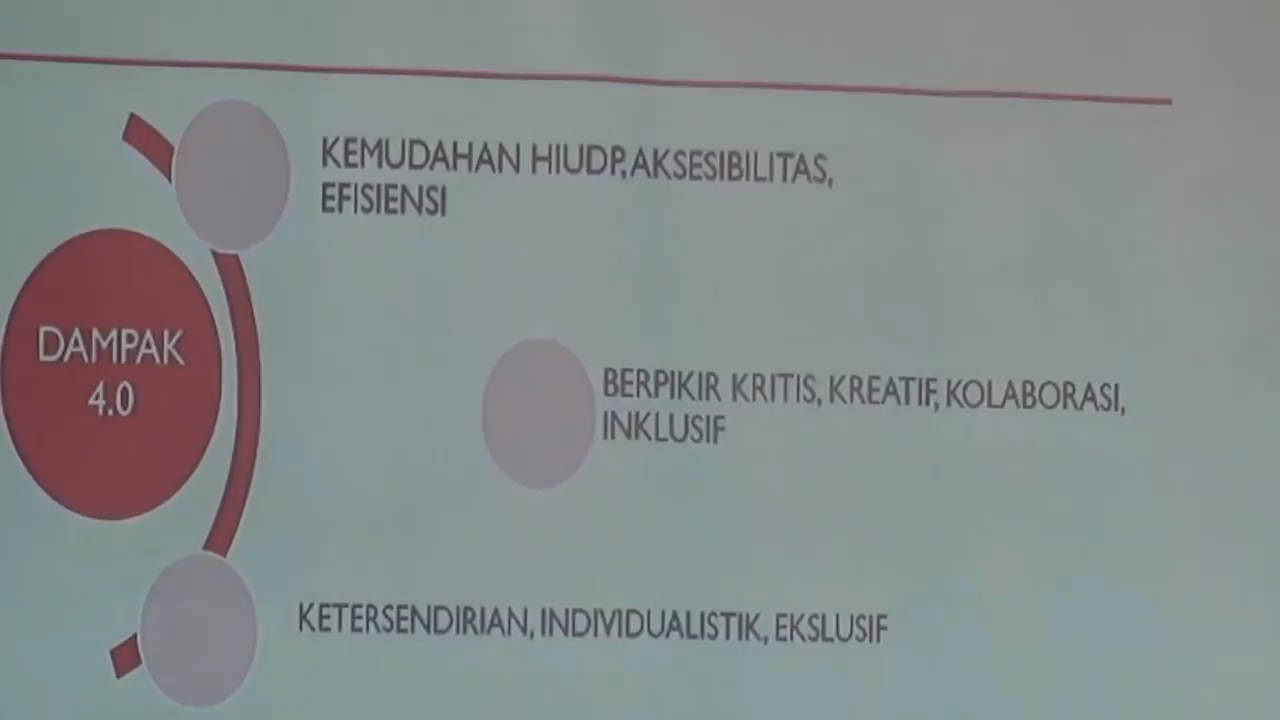 KEMUDAHAN HIUDP, AKSESIBILITAS,
EFISIENSI
DAMPAK
4.0
BERPIKIR KRITIS, KREATIF, KOLABORASI,
INKLUSIF
KETERSENDIRIAN, INDIVIDUALISTIK, EKSLUSIF